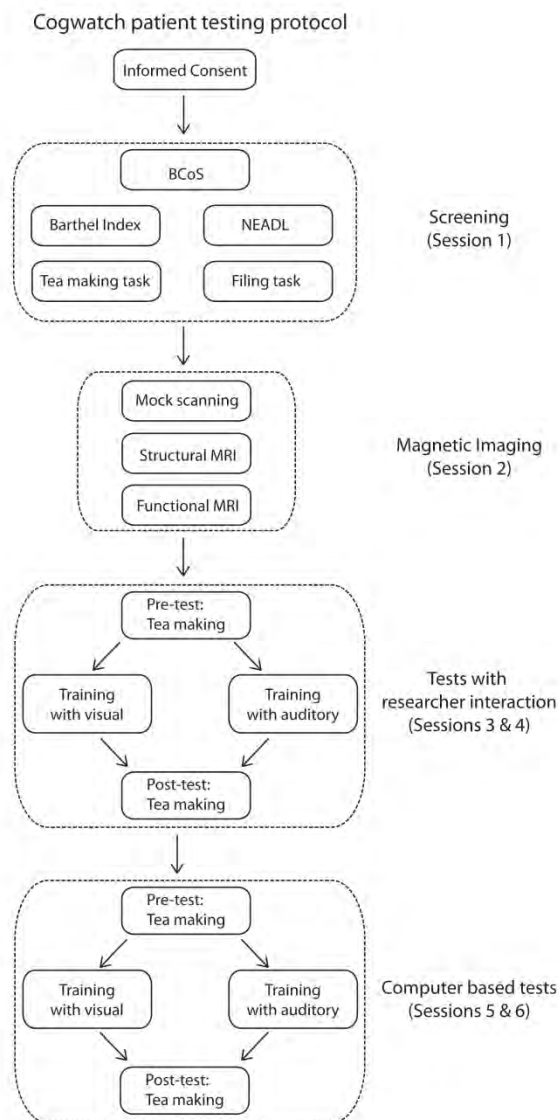 Cogwatch patient testing protocol
Informed Consent
BCoS
Barthel Index
NEADL
Tea making task
Filing task
Screening
(Session 1)
Mock scanning
Structural MRI
Functional MRI
Magnetic Imaging
(Session 2)
Pre-test:
Tea making
Training
with visual
Training
with auditory
Post-test:
Tea making
Tests with
researcher interaction
(Sessions 3 & 4)
Pre-test:
Tea making
Training
with visual
Training
with auditory
Post-test:
Tea making
Computer based tests
(Sessions 5 & 6)